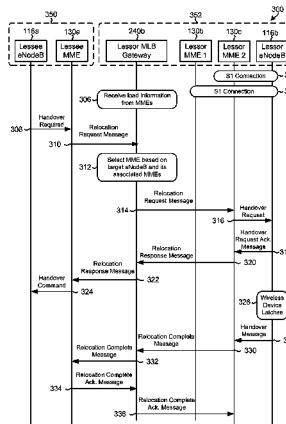 350
352
300
116a
130a
240b
130b
130c
116b
Lessee
eNodeB
Lessee
MME
Lessor MLB
Gateway
Lessor
MME 1
Lessor
MME 2
Lessor
eNodeB
S1 Connection
S1 Connection
306
Receive load information
from MMEs
Handover
Required
308
Relocation
Request Message
310
312
Select MME based on
target eNodeB and its
associated MMEs
Relocation
Request Message
314
Handover
Request
316
Handover
Request Ack.
Message
Relocation
Response Message
320
Relocation
Response Message
322
Handover
Command
324
326
Wireless
Device
Latches
Handover
Message
Relocation Complete
Message
330
Relocation Complete
Message
332
Relocation Complete
Ack. Message
334
Relocation Complete
Ack. Message
336